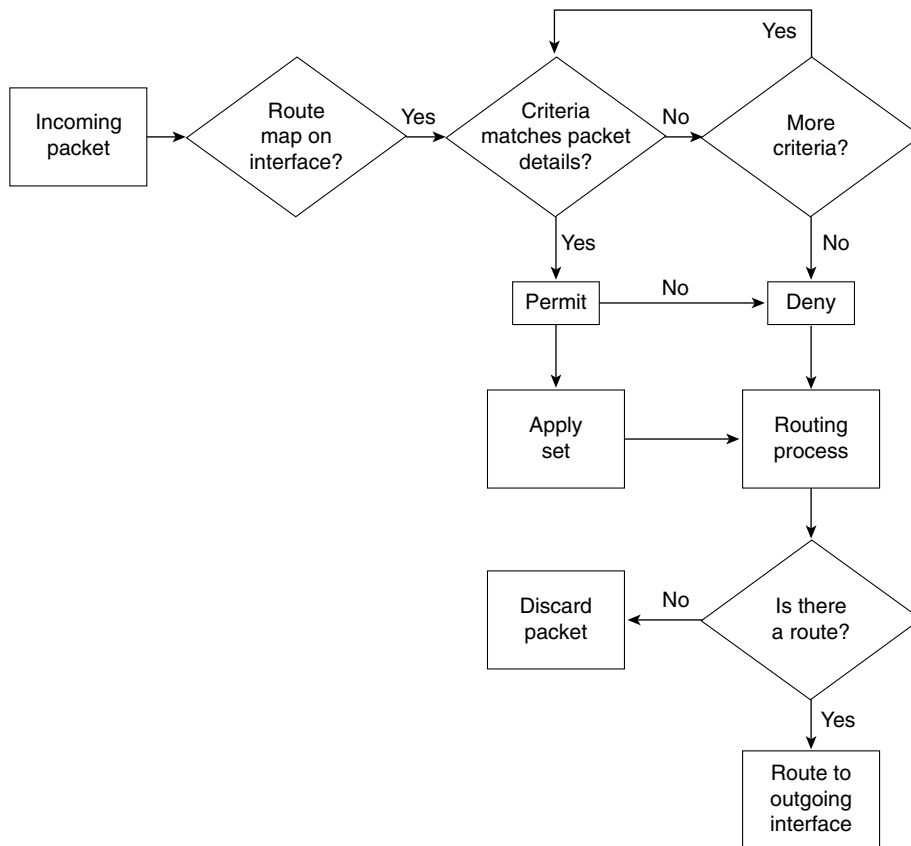 Yes
Incoming
packet
Route
map on
interface?
Yes
Criteria
matches packet
details?
No
More
criteria?
Yes
No
Permit
No
Deny
Apply
set
Routing
process
Discard
packet
No
Is there
a route?
Yes
Route to
outgoing
interface